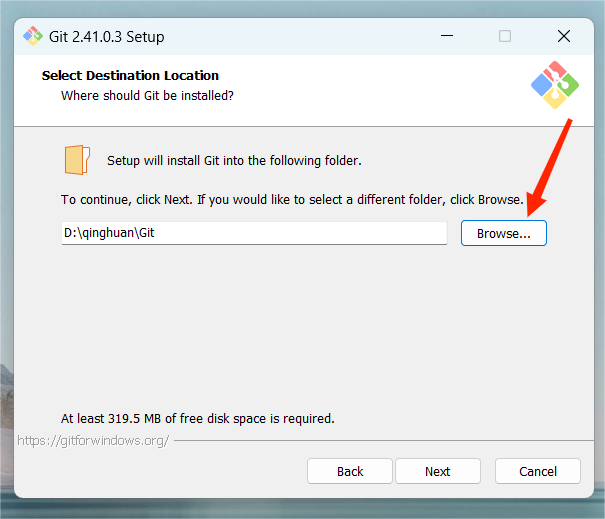 Git 2.41.0.3 Setup
Select Destination Location
Where should Git be installed?
Setup will install Git into the following folder.
To continue, click Next. If you would like to select a different folder, click Browse.
D:\qinghuan\Git
Browse...
At least 319.5 MB of free disk space is required.
https://gitforwindows.org/
Back
Next
Cancel